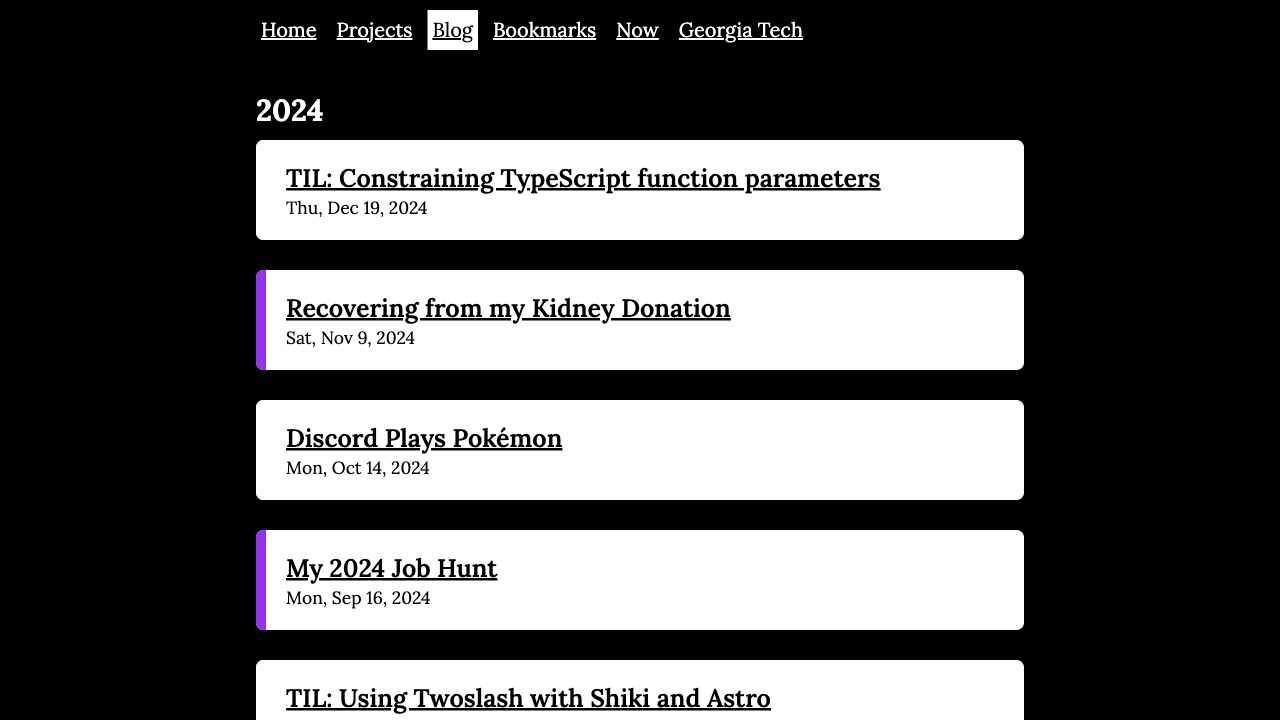 Home Projects Blog Bookmarks Now Georgia Tech
2024
TIL: Constraining TypeScript function parameters
Thu, Dec 19, 2024
Recovering from my Kidney Donation
Sat, Nov 9, 2024
Discord Plays Pokémon
Mon, Oct 14, 2024
My 2024 Job Hunt
Mon, Sep 16, 2024
TIL: Using Twoslash with Shiki and Astro